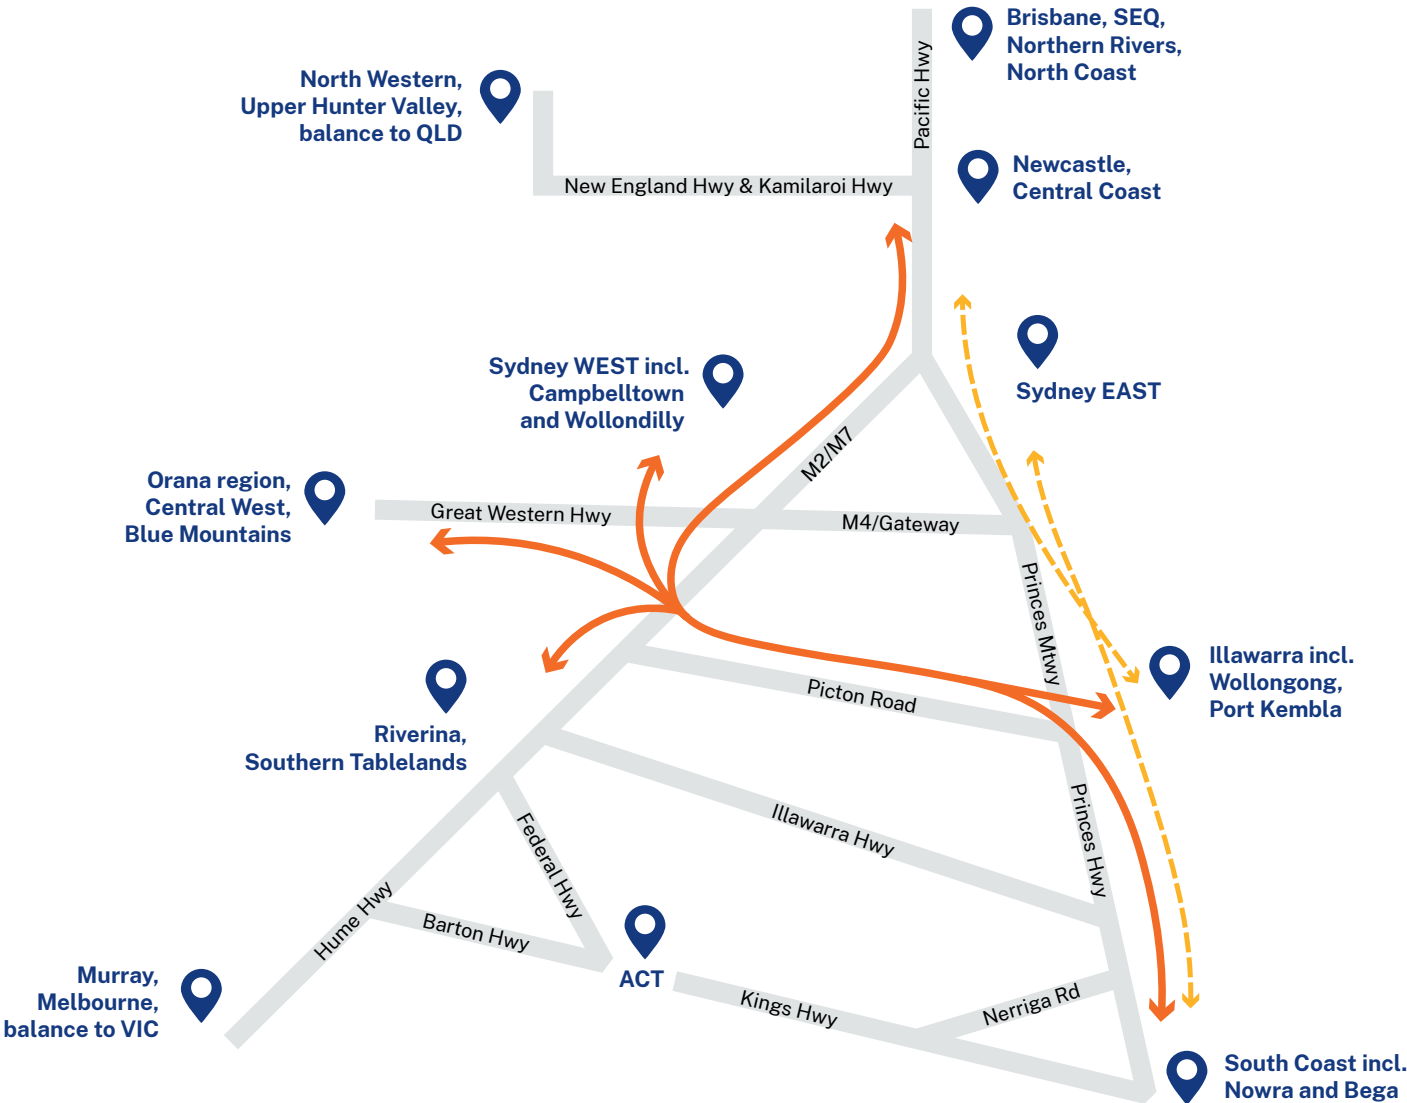 Brisbane, SEQ,
Northern Rivers,
North Coast
Pacific Hwy
North Western,
Upper Hunter Valley,
balance to QLD
New England Hwy & Kamilaroi Hwy
Newcastle,
Central Coast
Sydney WEST incl.
Campbelltown
and Wollondilly
Sydney EAST
M2/M7
Orana region,
Central West,
Blue Mountains
Great Western Hwy
M4/Gateway
Princes Mtwy
Illawarra incl.
Wollongong,
Port Kembla
Picton Road
Riverina,
Southern Tablelands
Illawarra Hwy
Princes Hwy
Federal Hwy
Hume Hwy
Barton Hwy
ACT
Murray,
Melbourne,
balance to VIC
Kings Hwy
Nerriga Rd
South Coast incl.
Nowra and Bega